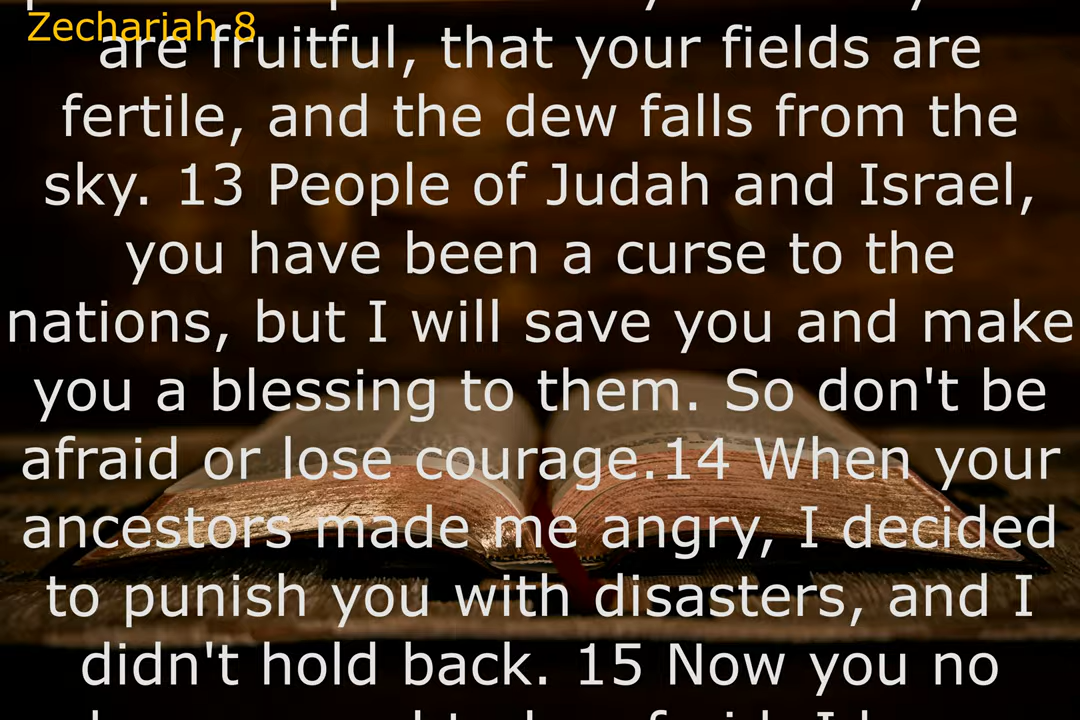 Zechariah 8
are fruitful, that your fields are
fertile, and the dew falls from the
sky. 13 People of Judah and Israel,
you have been a curse to the
nations, but I will save you and make
you a blessing to them. So don't be
afraid or lose courage.14 When your
ancestors made me angry, I decided
to punish you with disasters, and I
didn't hold back. 15 Now you no